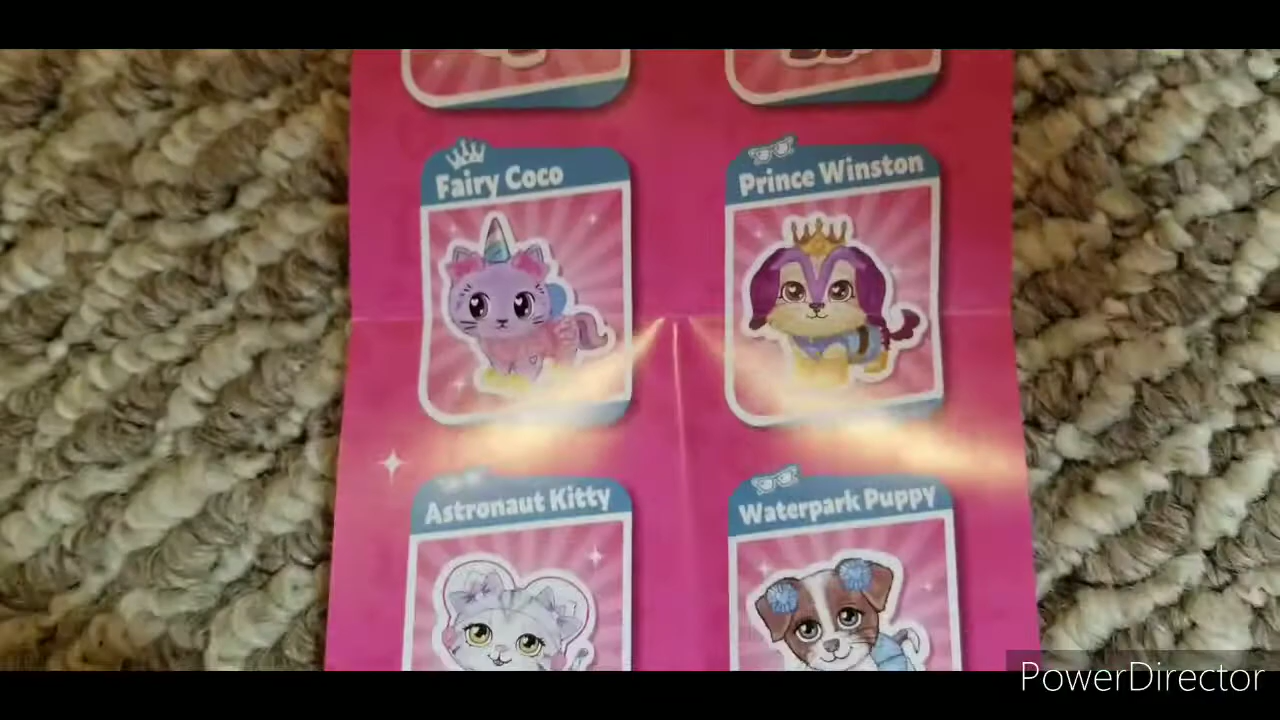 Fairy Coco
Prince Winston
Astronaut Kitty
Waterpark Puppy
PowerDirector